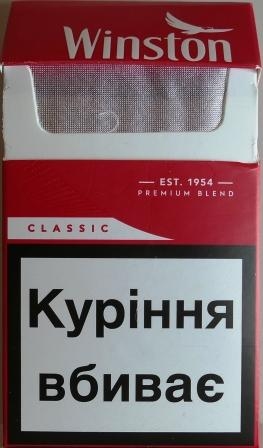 Winston
EST. 1954
PREMIUM BLEND
CLASSIC
Куріння
вбиває